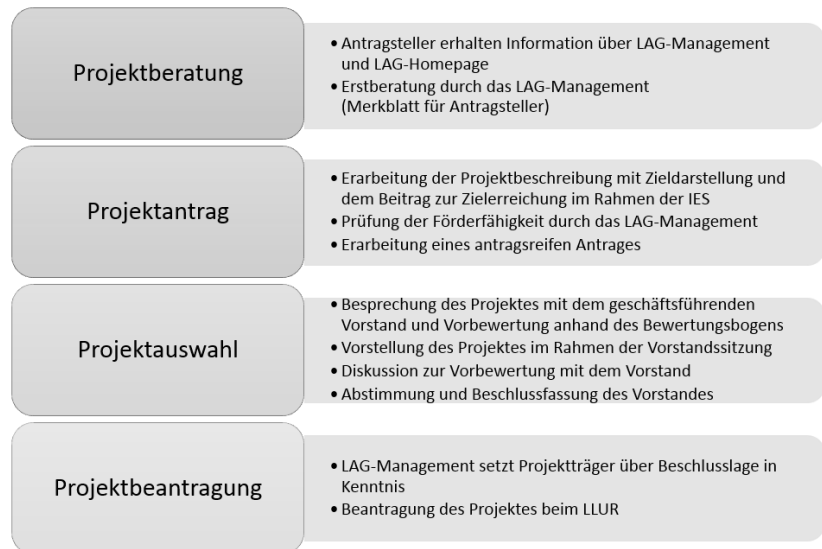 Projektberatung
• Antragsteller erhalten Information über LAG-Management
und LAG-Homepage
• Erstberatung durch das LAG-Management
(Merkblatt für Antragsteller)
Projektantrag
• Erarbeitung der Projektbeschreibung mit Zieldarstellung und
dem Beitrag zur Zielerreichung im Rahmen der IES
• Prüfung der Förderfähigkeit durch das LAG-Management
• Erarbeitung eines antragsreifen Antrages
Projektauswahl
• Besprechung des Projektes mit dem geschäftsführenden
Vorstand und Vorbewertung anhand des Bewertungsbogens
• Vorstellung des Projektes im Rahmen der Vorstandssitzung
• Diskussion zur Vorbewertung mit dem Vorstand
• Abstimmung und Beschlussfassung des Vorstandes
Projektbeantragung
• LAG-Management setzt Projektträger über Beschlusslage in
Kenntnis
• Beantragung des Projektes beim LLUR